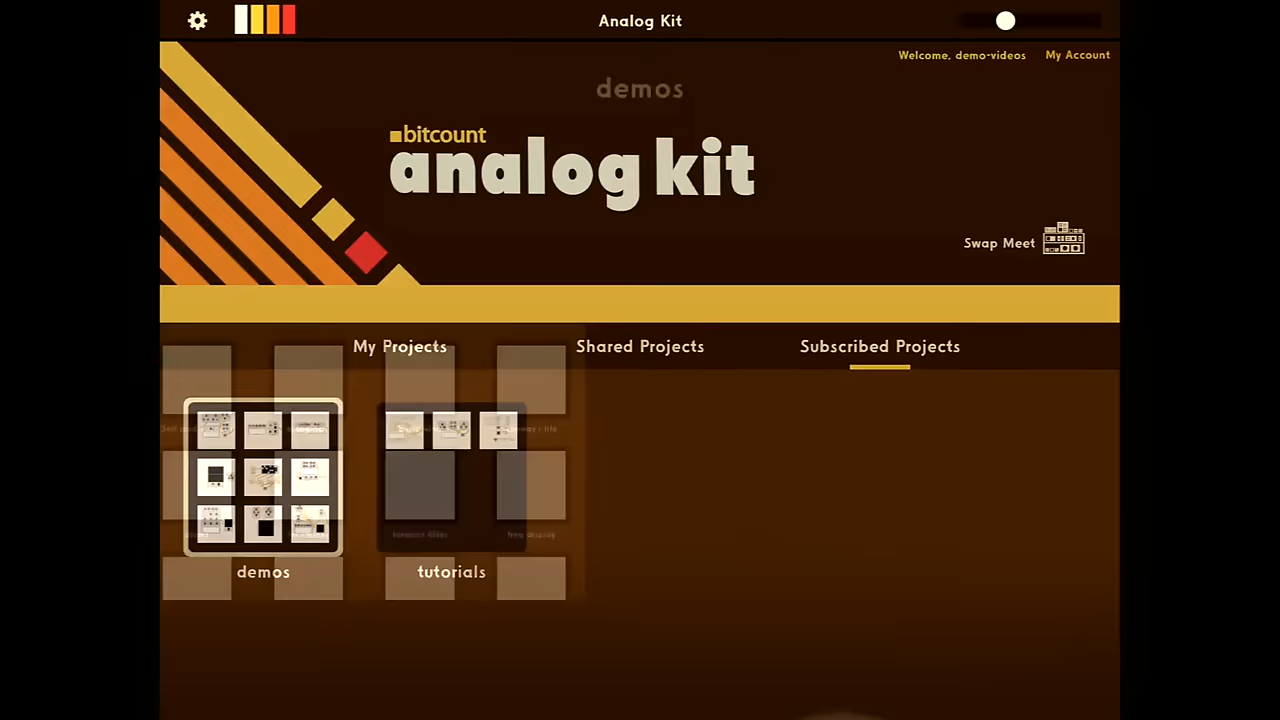 Analog Kit
Welcome, demo-videos My Account
demos
bitcount
analog kit
Swap Meet
My Projects Shared Projects Subscribed Projects
demos tutorials